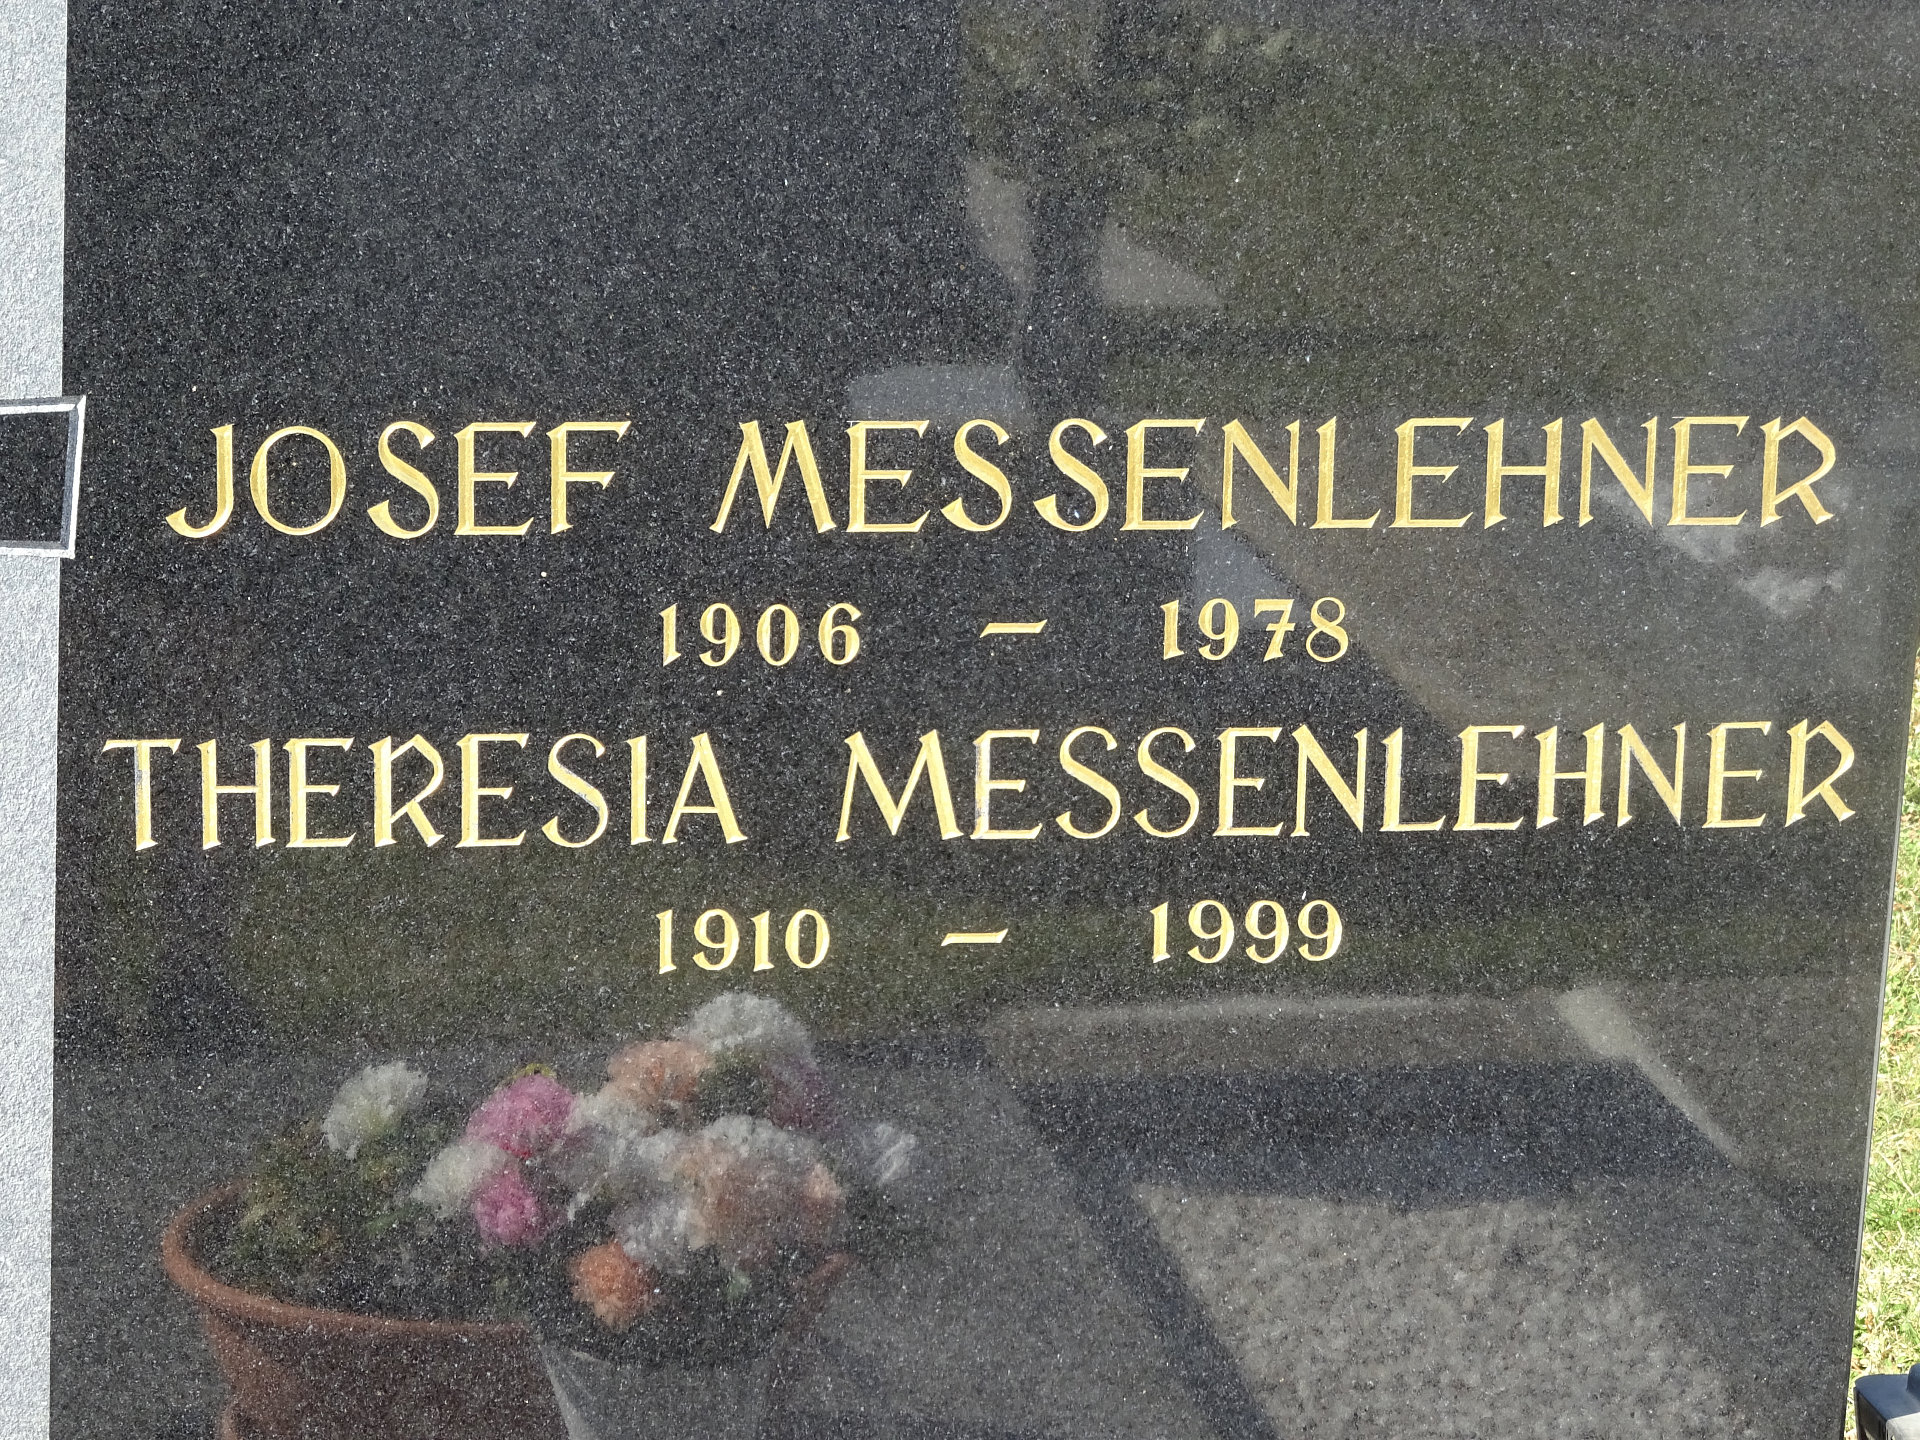 JOSEF MESSENLEHNER
1906 – 1978
THERESIA MESSENLEHNER
1910 – 1999